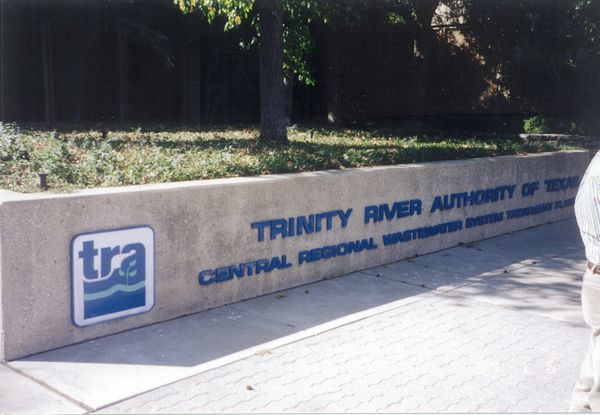 tra
TRINITY RIVER AUTHORITY OF TEXAS
CENTRAL REGIONAL WASTEWATER SYSTEM TREATMENT PLANT